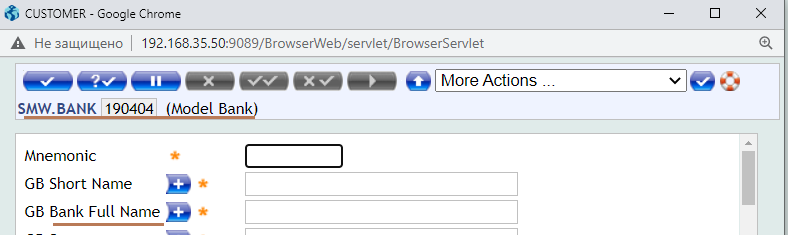 CUSTOMER - Google Chrome
Не защищено 192.168.35.50:9089/BrowserWeb/servlet/BrowserServlet
More Actions ...
SMW.BANK 190404 (Model Bank)
Mnemonic *
GB Short Name *
GB Bank Full Name *